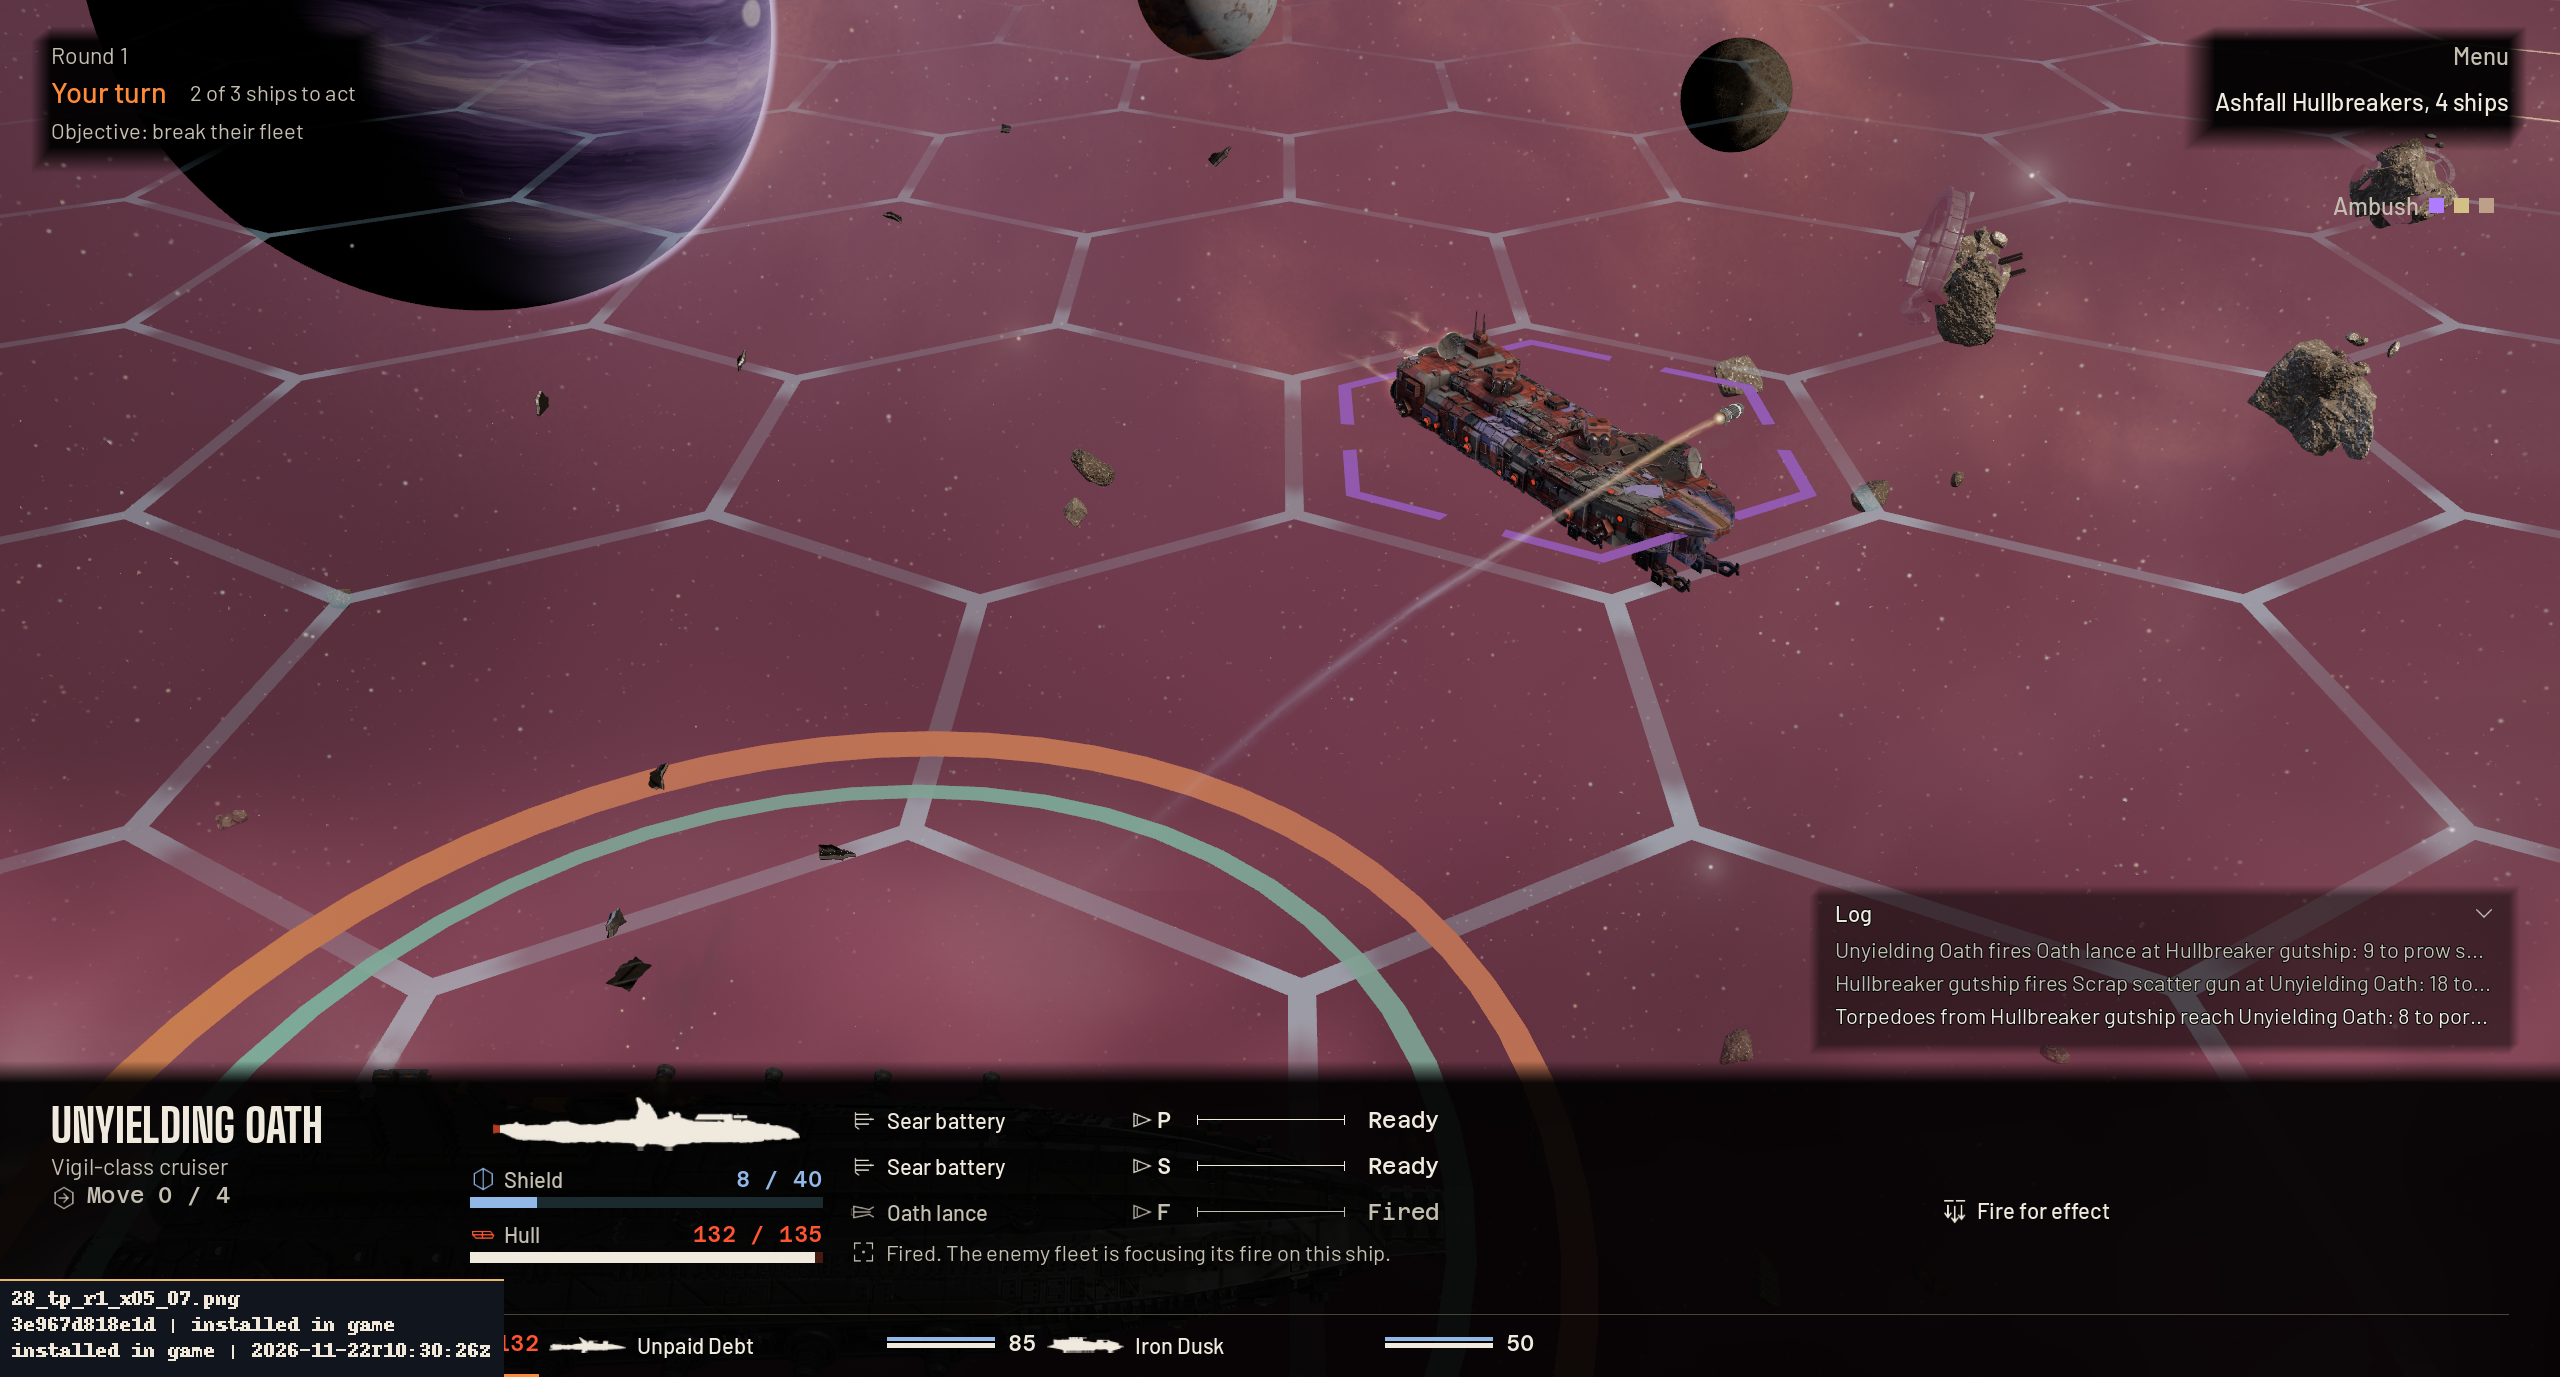 Round 1
Your turn 2 of 3 ships to act
Objective: break their fleet
Menu
Ashfall Hullbreakers, 4 ships
Ambush
Log
Unyielding Oath fires Oath lance at Hullbreaker gutship: 9 to prow s...
Hullbreaker gutship fires Scrap scatter gun at Unyielding Oath: 18 to...
Torpedoes from Hullbreaker gutship reach Unyielding Oath: 8 to por...
UNYIELDING OATH
Vigil-class cruiser
Move 0 / 4
Shield 8 / 40
Hull 132 / 135
Sear battery P Ready
Sear battery S Ready
Oath lance F Fired
Fired. The enemy fleet is focusing its fire on this ship.
Fire for effect
132 Unpaid Debt 85 Iron Dusk 50
28_tp_r1_x05_07.png
3e967d818e1d | installed in game
installed in game | 2026-11-22T10:30:26Z